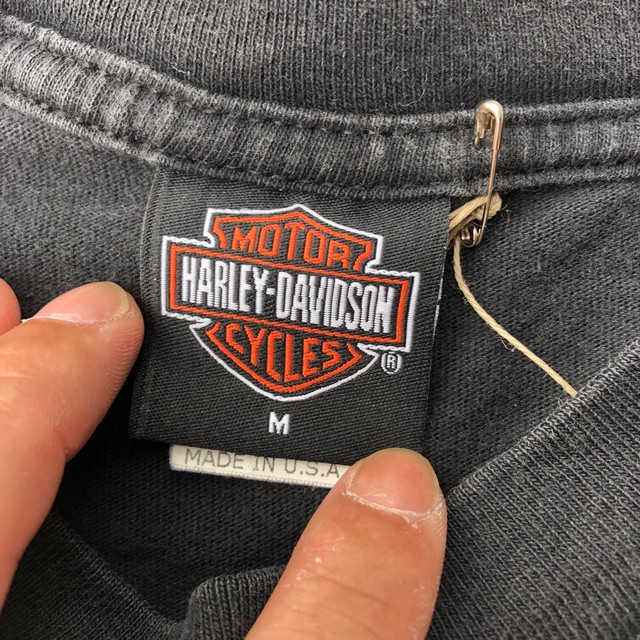 MOTOR
HARLEY-DAVIDSON
CYCLES
®
M
MADE IN U.S.A